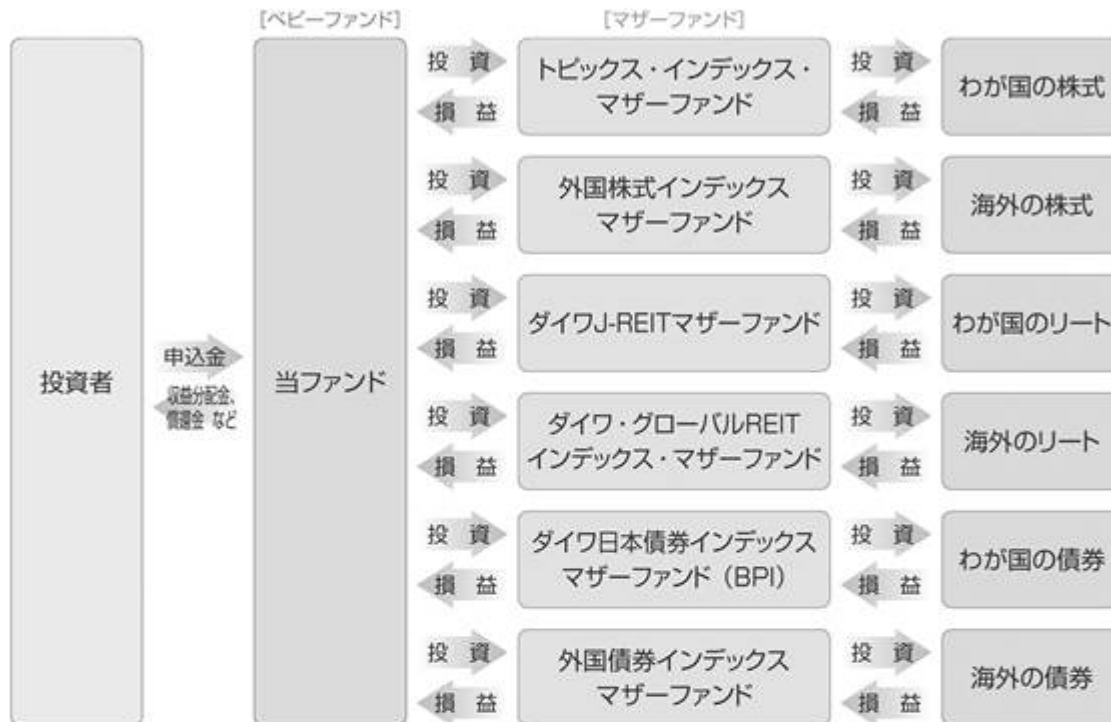 [ベビーファンド]
[マザーファンド]
投資者
申込金
収益分配金、
償還金 など
当ファンド
投 資
損 益
トピックス・インデックス・
マザーファンド
投 資
損 益
わが国の株式
投 資
損 益
外国株式インデックス
マザーファンド
投 資
損 益
海外の株式
投 資
損 益
ダイワJ-REITマザーファンド
投 資
損 益
わが国のリート
投 資
損 益
ダイワ・グローバルREIT
インデックス・マザーファンド
投 資
損 益
海外のリート
投 資
損 益
ダイワ日本債券インデックス
マザーファンド（BPI）
投 資
損 益
わが国の債券
投 資
損 益
外国債券インデックス
マザーファンド
投 資
損 益
海外の債券